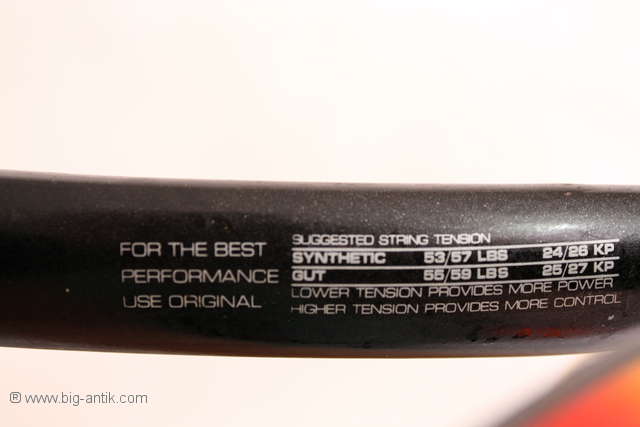 FOR THE BEST
PERFORMANCE
USE ORIGINAL
SUGGESTED STRING TENSION
SYNTHETIC 53/57 LBS 24/26 KP
GUT 55/59 LBS 25/27 KP
LOWER TENSION PROVIDES MORE POWER
HIGHER TENSION PROVIDES MORE CONTROL
® www.big-antik.com